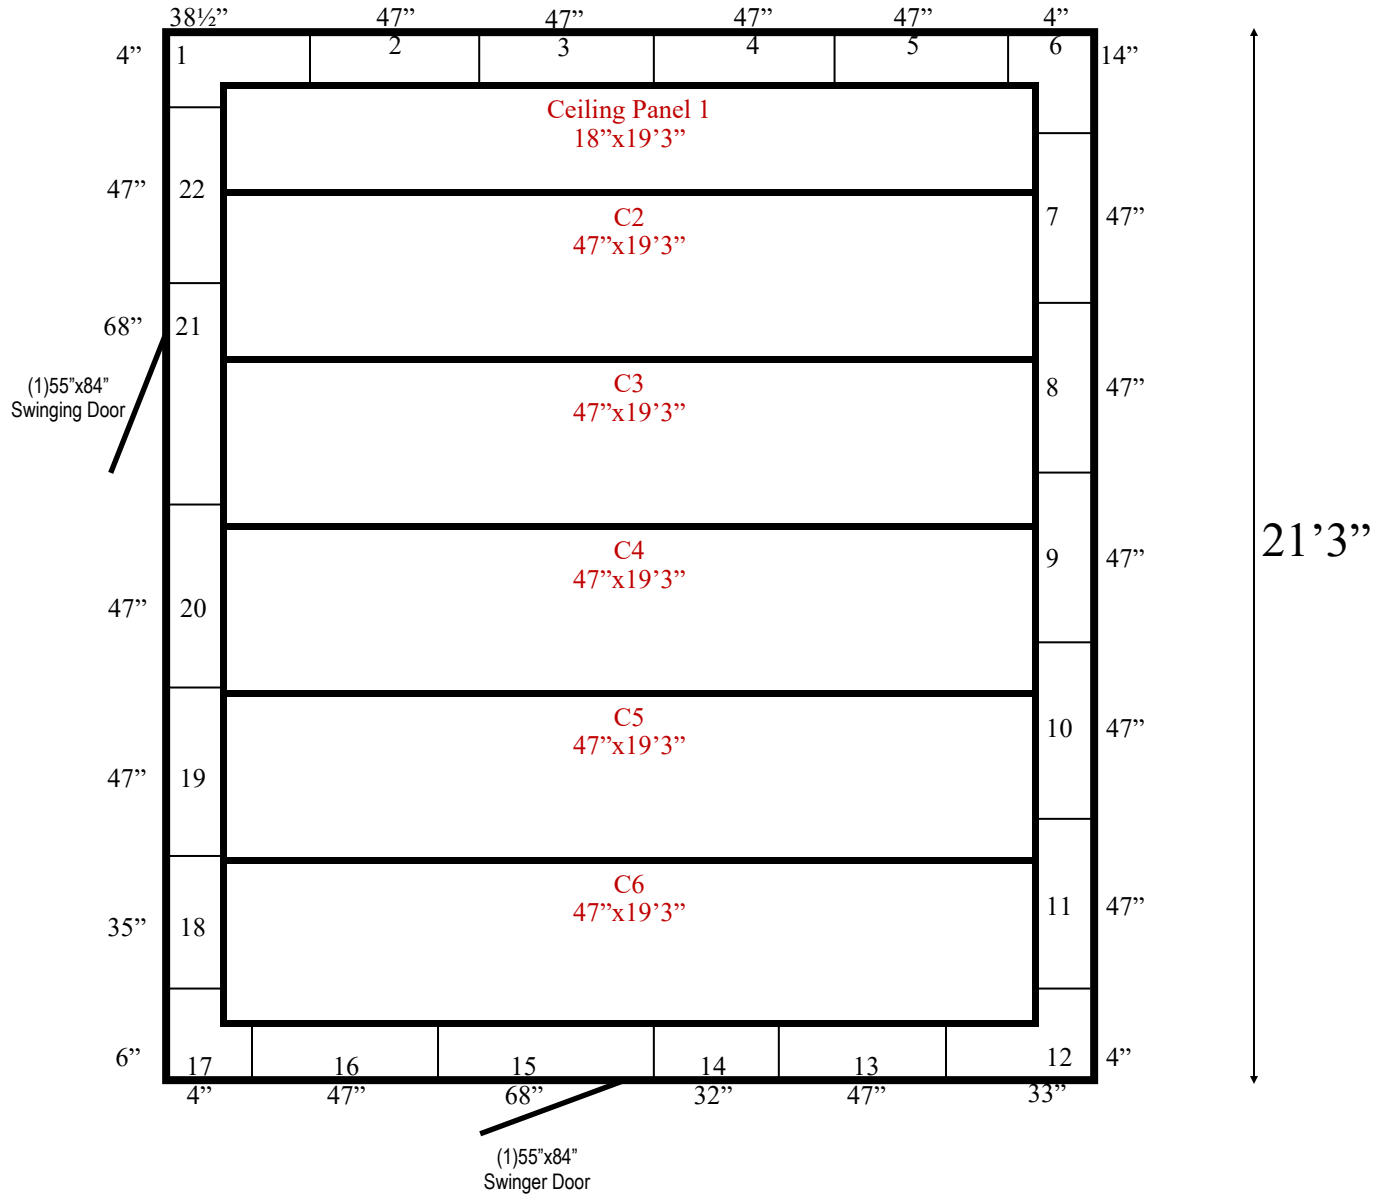 38½” 47” 47” 47” 47” 4”
4” 1 2 3 4 5 6 14”
Ceiling Panel 1
18”x19’3”
47” 22 C2 7 47”
47”x19’3”
68” 21
(1)55”x84”
Swinging Door
C3 8 47”
47”x19’3”
21’3”
C4 9 47”
47”x19’3”
47” 20
C5 10 47”
47”x19’3”
47” 19
C6 11 47”
47”x19’3”
35” 18
6” 17 16 15 14 13 12 4”
4” 47” 68” 32” 47” 33”
(1)55”x84”
Swinger Door